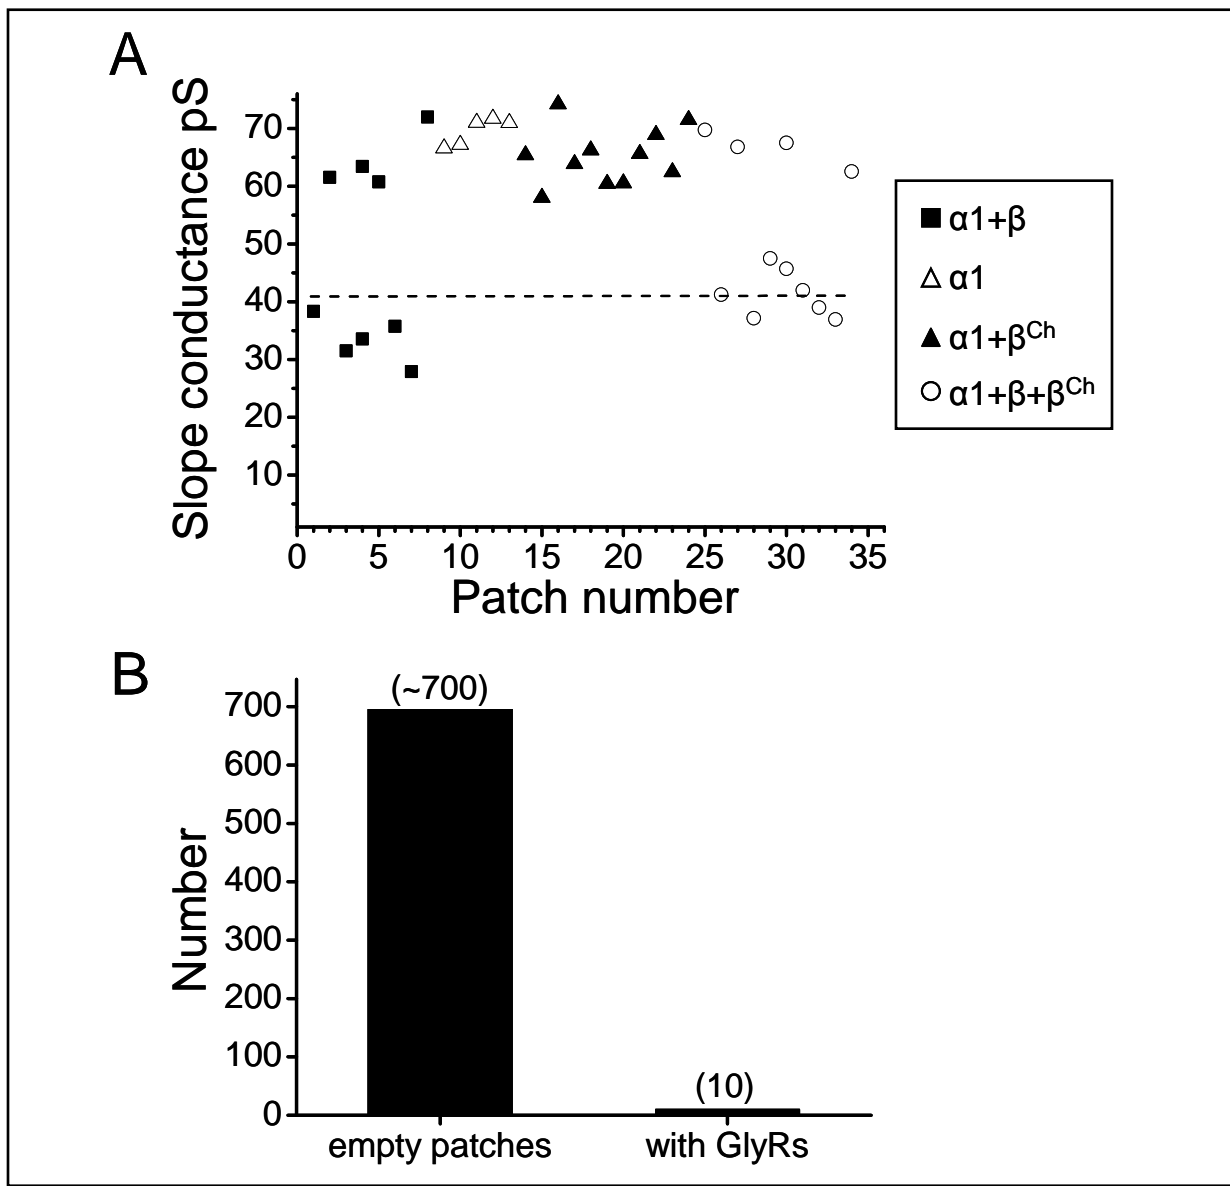 A
Slope conductance pS
70
60
50
40
30
20
10
0 5 10 15 20 25 30 35
Patch number
α1+β
α1
α1+βCh
α1+β+βCh
B
Number
700
600
500
400
300
200
100
0
(~700)
(10)
empty patches with GlyRs